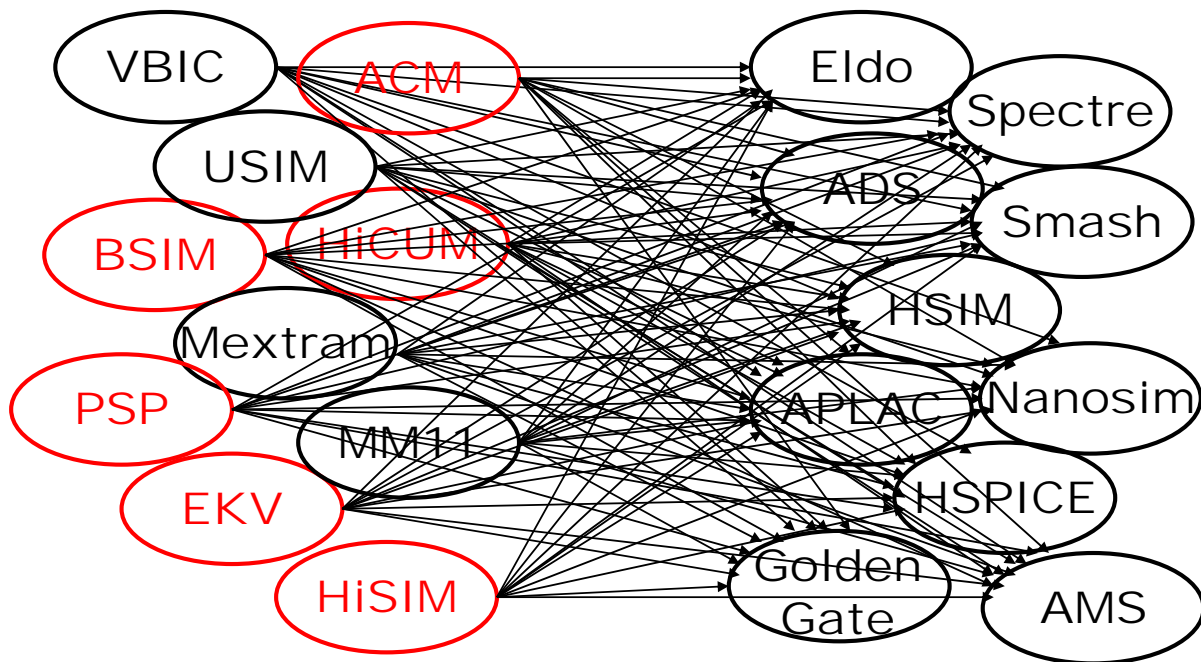 VBIC
ACM
USIM
BSIM
HiCUM
Mextram
PSP
MM11
EKV
HiSIM
Eldo
Spectre
ADS
Smash
HSIM
APLAC
Nanosim
HSPICE
Golden
Gate
AMS